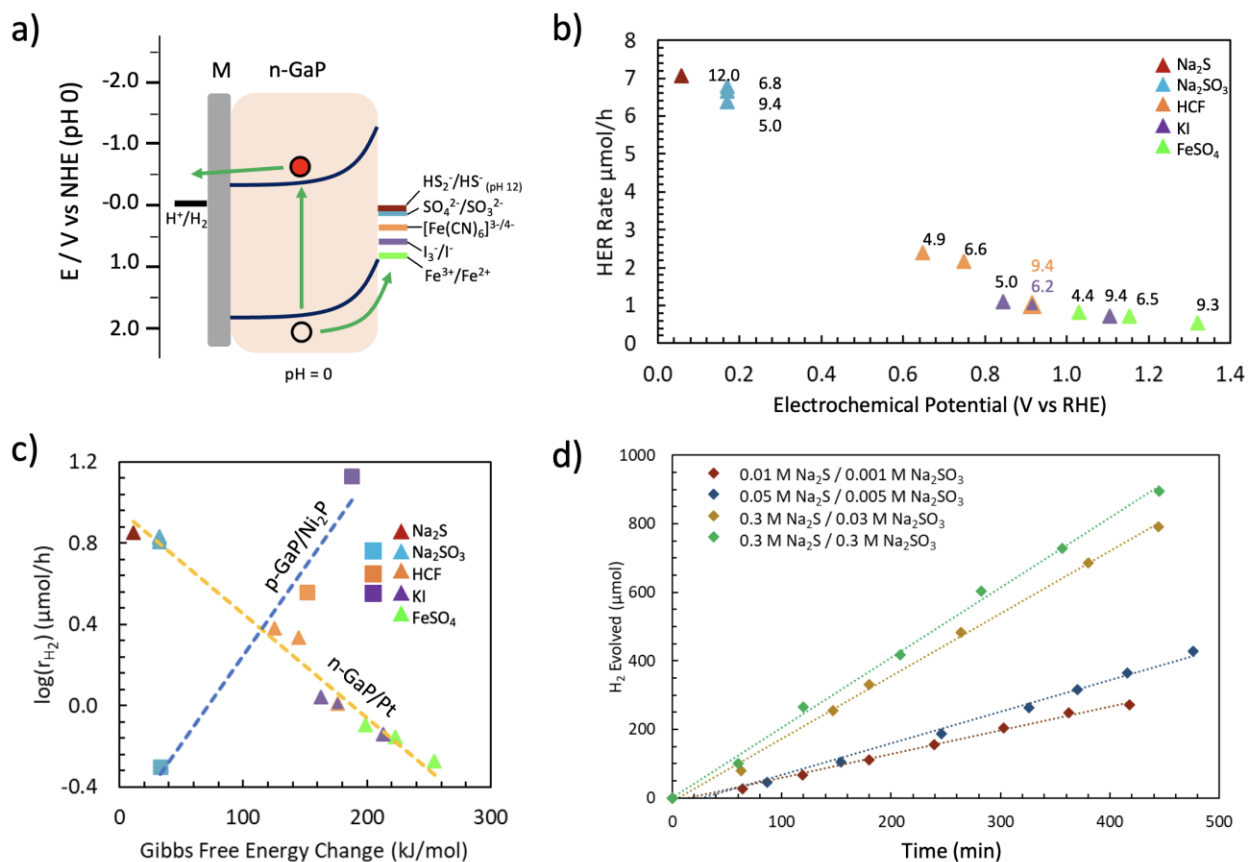 a)
M
n-GaP
E / V vs NHE (pH 0)
-2.0
-1.0
-0.0
1.0
2.0
H⁺/H₂
HS₂⁻/HS⁻ (pH 12)
SO₄²⁻/SO₃²⁻
[Fe(CN)₆]³⁻/⁴⁻
I₃⁻/I⁻
Fe³⁺/Fe²⁺
pH = 0
b)
HER Rate μmol/h
8
7
6
5
4
3
2
1
0
12.0
6.8
9.4
5.0
4.9
6.6
5.0
9.4
6.2
4.4
9.4
6.5
9.3
Na₂S
Na₂SO₃
HCF
KI
FeSO₄
0.0 0.2 0.4 0.6 0.8 1.0 1.2 1.4
Electrochemical Potential (V vs RHE)
c)
log(r_H₂) (μmol/h)
1.2
0.8
0.4
0.0
-0.4
p-GaP/Ni₂P
n-GaP/Pt
Na₂S
Na₂SO₃
HCF
KI
FeSO₄
0 100 200 300
Gibbs Free Energy Change (kJ/mol)
d)
H₂ Evolved (μmol)
1000
800
600
400
200
0
0.01 M Na₂S / 0.001 M Na₂SO₃
0.05 M Na₂S / 0.005 M Na₂SO₃
0.3 M Na₂S / 0.03 M Na₂SO₃
0.3 M Na₂S / 0.3 M Na₂SO₃
0 100 200 300 400 500
Time (min)